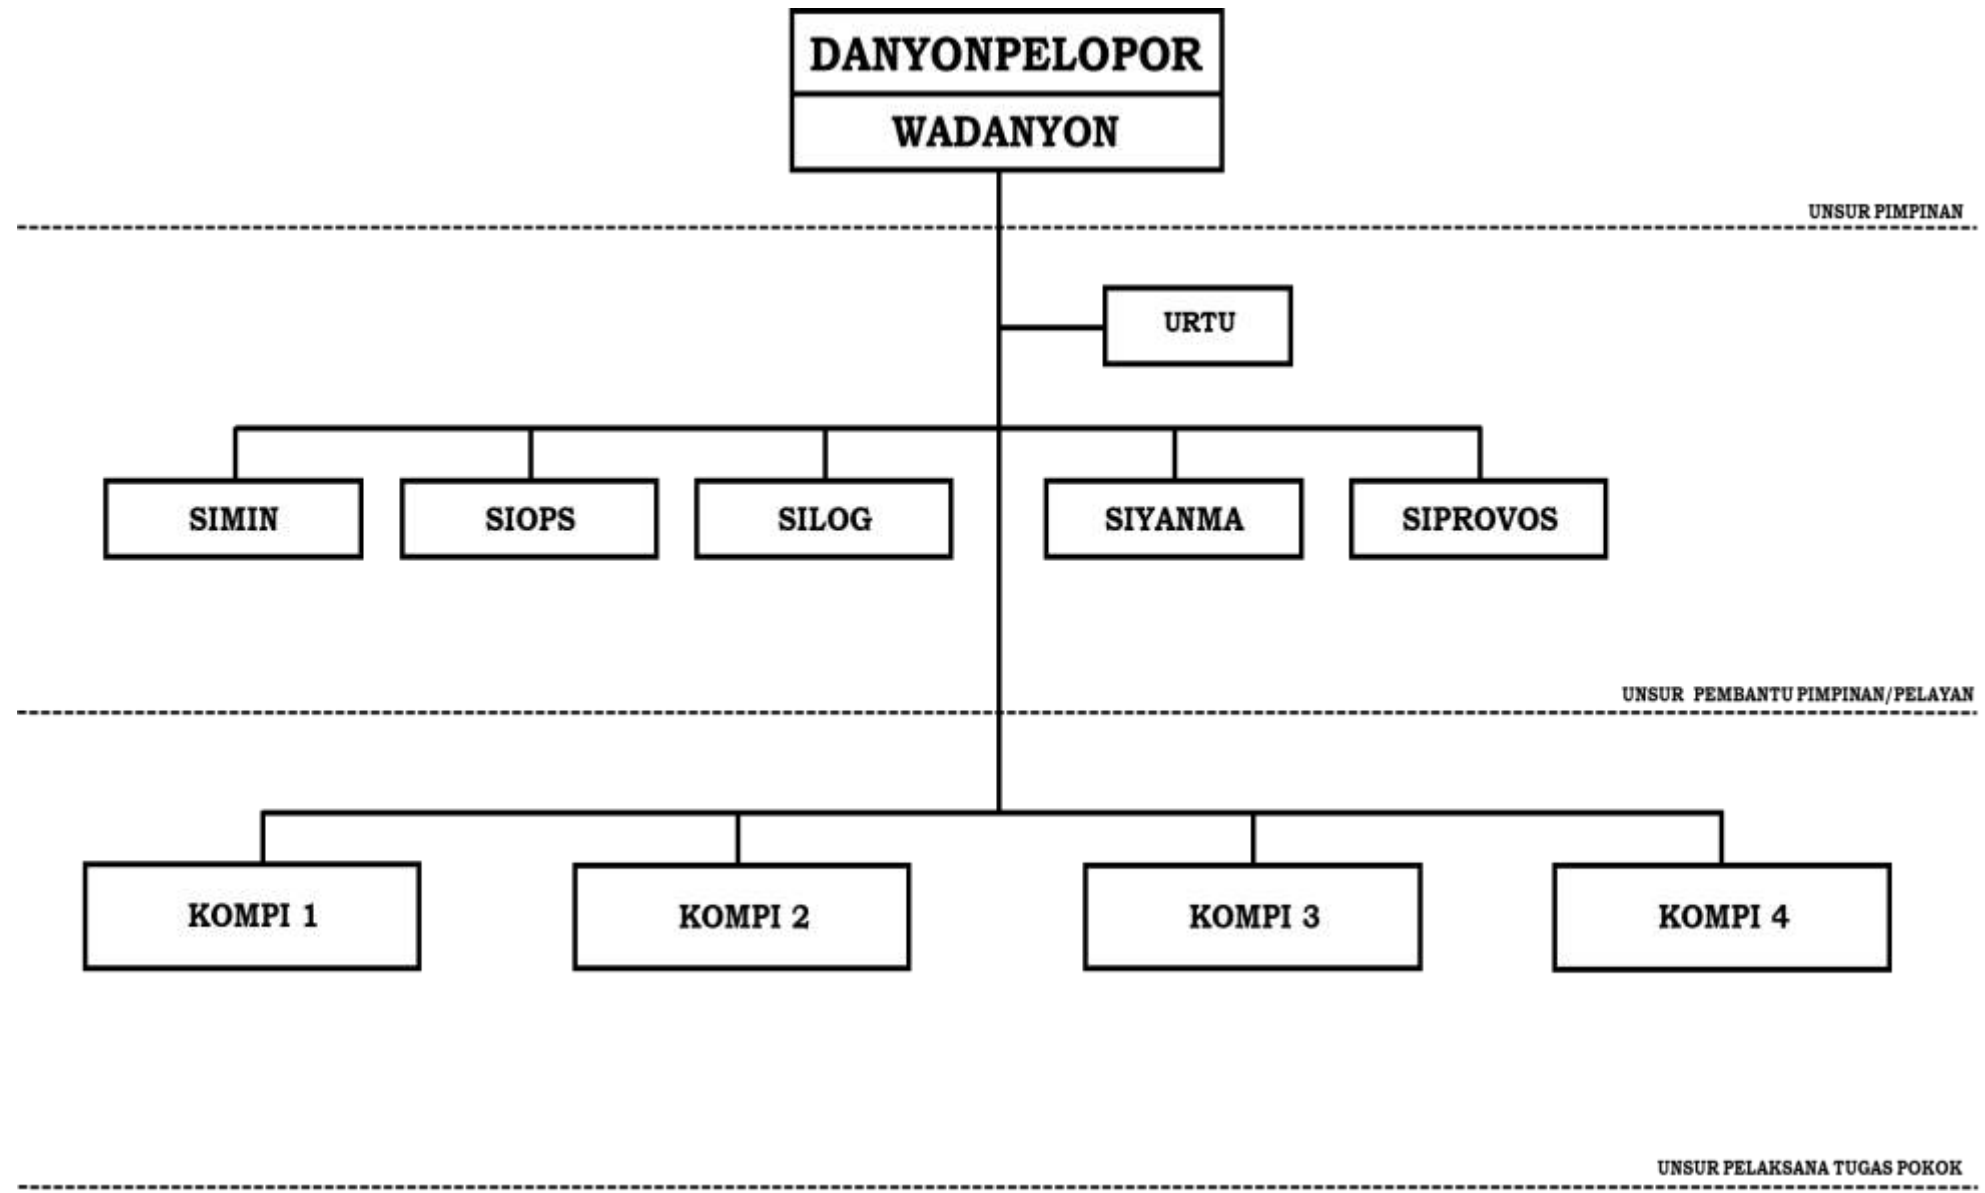 DANYONPELOPOR
WADANYON
UNSUR PIMPINAN
URTU
SIMIN
SIOPS
SILOG
SIYANMA
SIPROVOS
UNSUR PEMBANTU PIMPINAN/PELAYAN
KOMPI 1
KOMPI 2
KOMPI 3
KOMPI 4
UNSUR PELAKSANA TUGAS POKOK